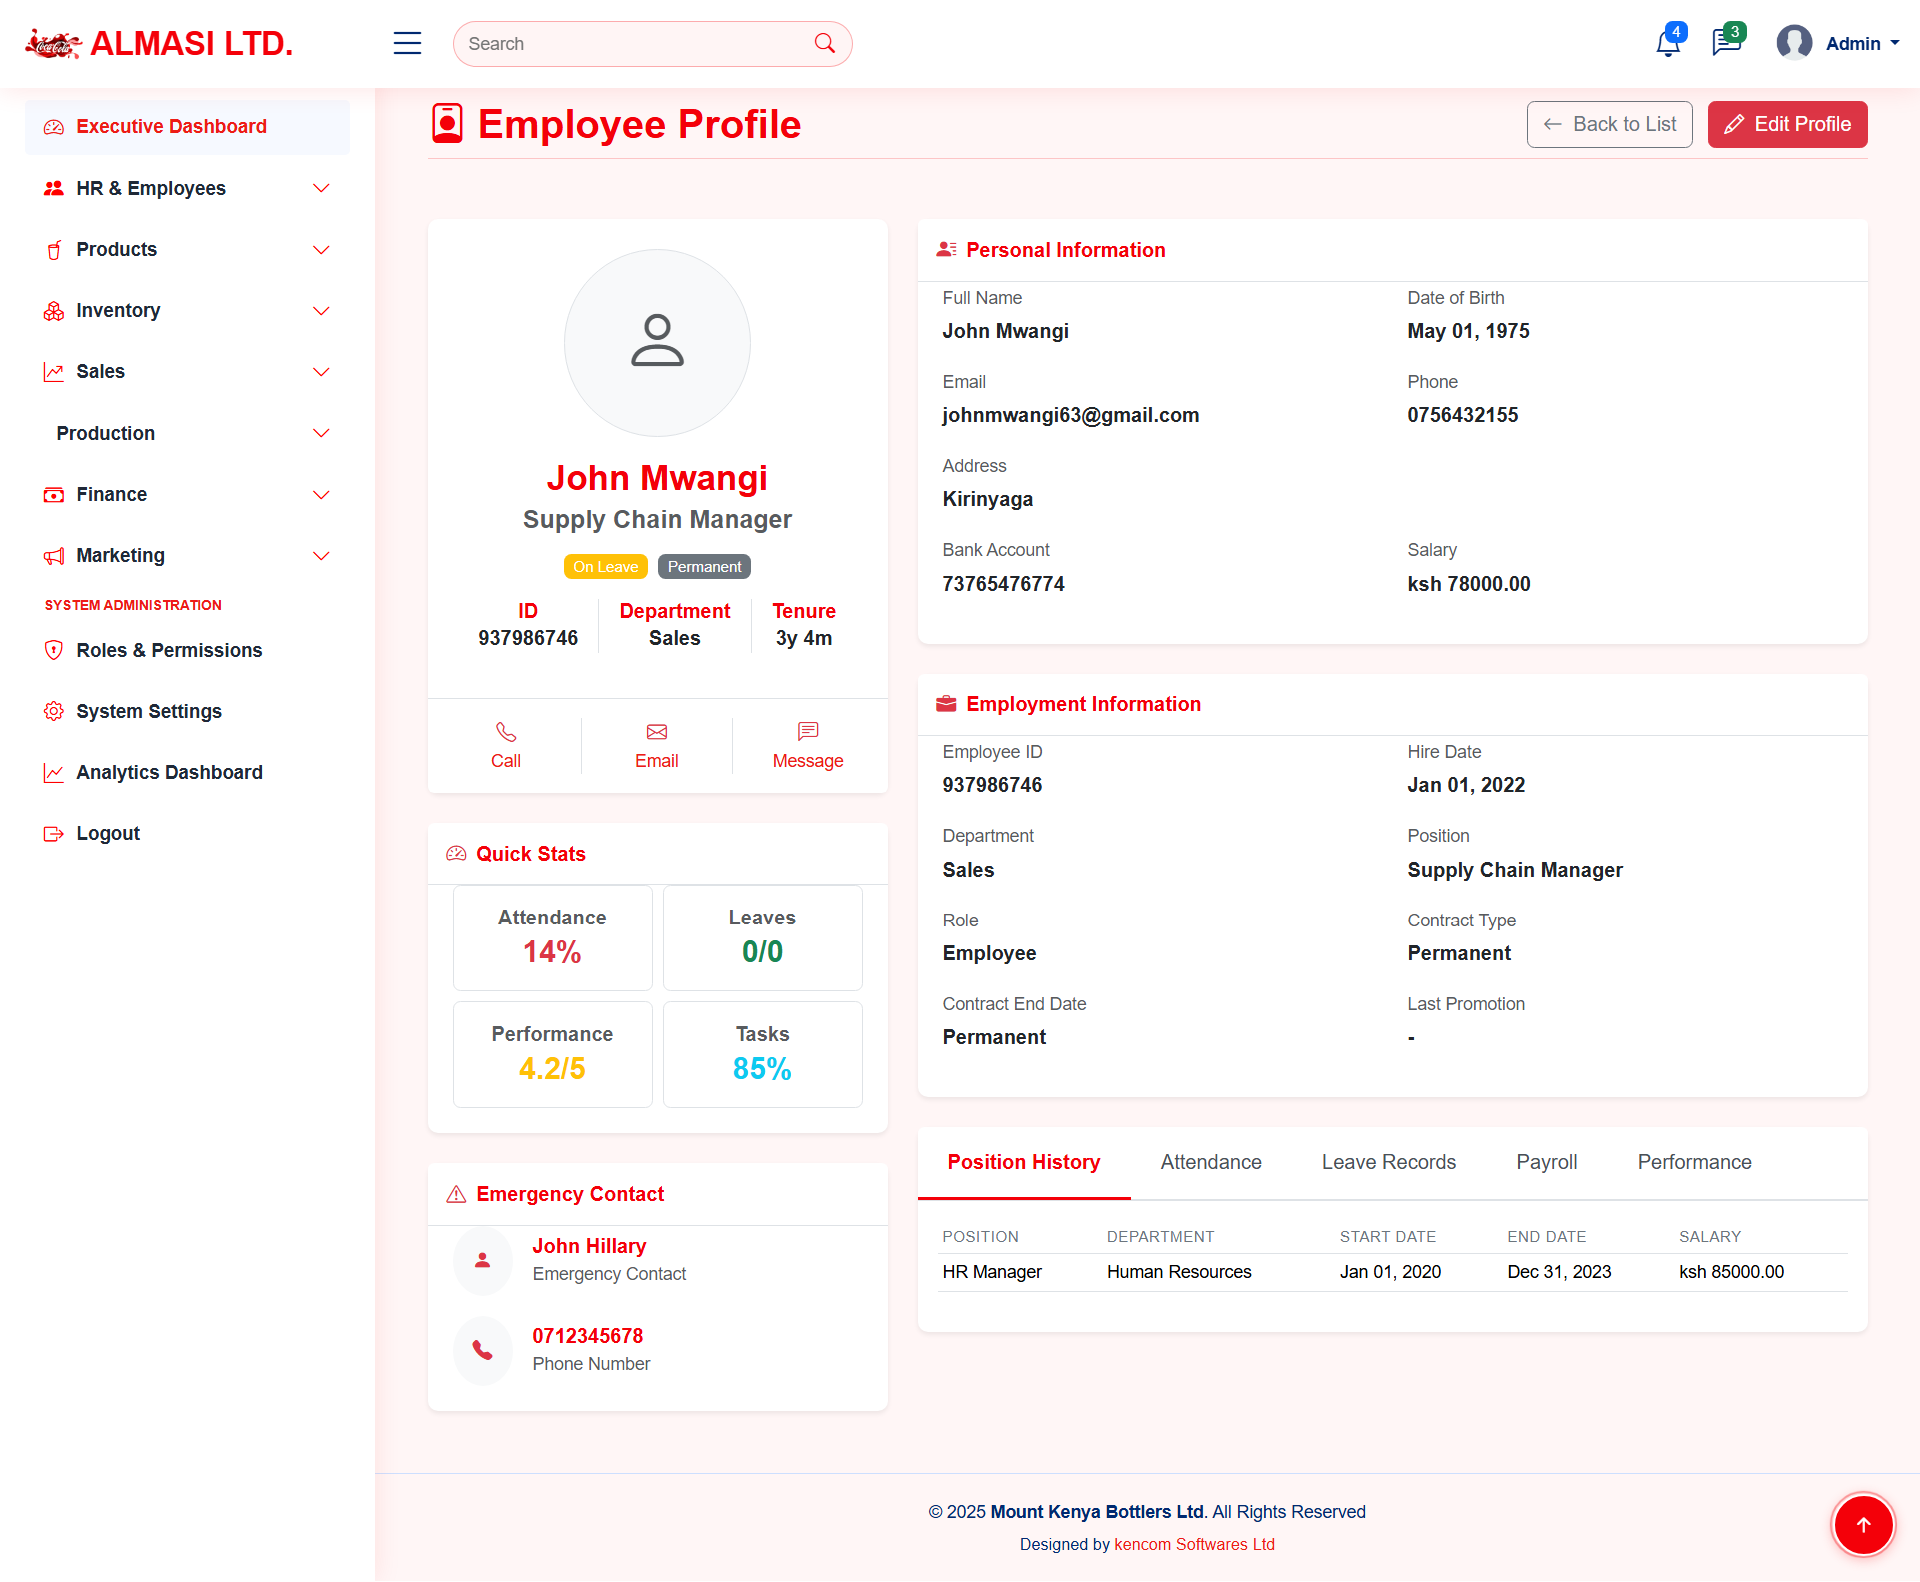 Coca-Cola ALMASI LTD.
Search
4
3
Admin
Executive Dashboard
HR & Employees
Products
Inventory
Sales
Production
Finance
Marketing
SYSTEM ADMINISTRATION
Roles & Permissions
System Settings
Analytics Dashboard
Logout
Employee Profile
Back to List
Edit Profile
John Mwangi
Supply Chain Manager
On Leave Permanent
ID Department Tenure
937986746 Sales 3y 4m
Call Email Message
Quick Stats
Attendance Leaves
14% 0/0
Performance Tasks
4.2/5 85%
Emergency Contact
John Hillary
Emergency Contact
0712345678
Phone Number
Personal Information
Full Name Date of Birth
John Mwangi May 01, 1975
Email Phone
johnmwangi63@gmail.com 0756432155
Address
Kirinyaga
Bank Account Salary
73765476774 ksh 78000.00
Employment Information
Employee ID Hire Date
937986746 Jan 01, 2022
Department Position
Sales Supply Chain Manager
Role Contract Type
Employee Permanent
Contract End Date Last Promotion
Permanent -
Position History Attendance Leave Records Payroll Performance
POSITION DEPARTMENT START DATE END DATE SALARY
HR Manager Human Resources Jan 01, 2020 Dec 31, 2023 ksh 85000.00
© 2025 Mount Kenya Bottlers Ltd. All Rights Reserved
Designed by kencom Softwares Ltd